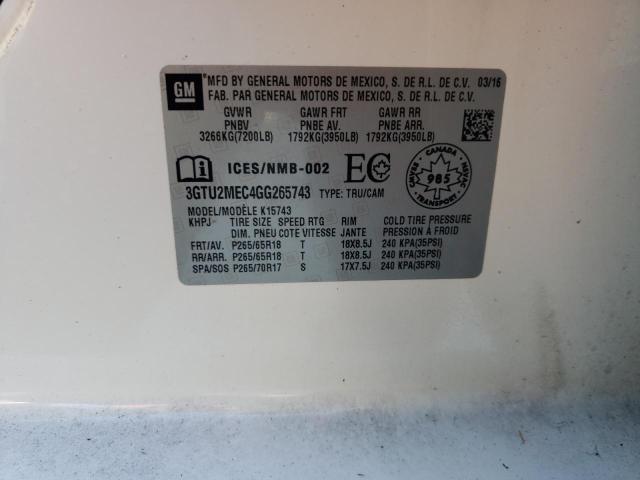 GM
MFD BY GENERAL MOTORS DE MEXICO, S. DE R.L. DE C.V. 03/16
FAB. PAR GENERAL MOTORS DE MEXICO, S. DE R.L. DE C.V.
GVWR GAWR FRT GAWR RR
PNBV PNBE AV. PNBE ARR.
3266KG(7200LB) 1792KG(3950LB) 1792KG(3950LB)
ICES/NMB-002 EC
CANADA
CMVSR NSVAC
985
TRANSPORT
3GTU2MEC4GG265743 TYPE: TRU/CAM
MODEL/MODÈLE K15743
KHPJ- TIRE SIZE SPEED RTG RIM COLD TIRE PRESSURE
DIM. PNEU COTE VITESSE JANTE PRESSION À FROID
FRT/AV. P265/65R18 T 18X8.5J 240 KPA(35PSI)
RR/ARR. P265/65R18 T 18X8.5J 240 KPA(35PSI)
SPA/SOS P265/70R17 S 17X7.5J 240 KPA(35PSI)